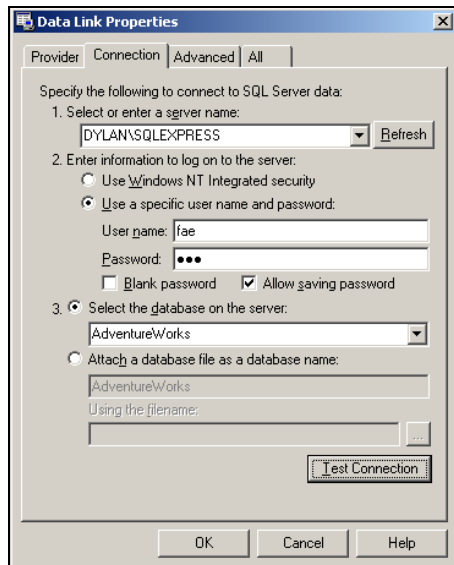 Data Link Properties
Provider Connection Advanced All
Specify the following to connect to SQL Server data:
1. Select or enter a server name:
DYLAN\SQLEXPRESS Refresh
2. Enter information to log on to the server:
Use Windows NT Integrated security
Use a specific user name and password:
User name: fae
Password: ●●●
Blank password Allow saving password
3. Select the database on the server:
AdventureWorks
Attach a database file as a database name:
AdventureWorks
Using the filename:
...
Test Connection
OK Cancel Help